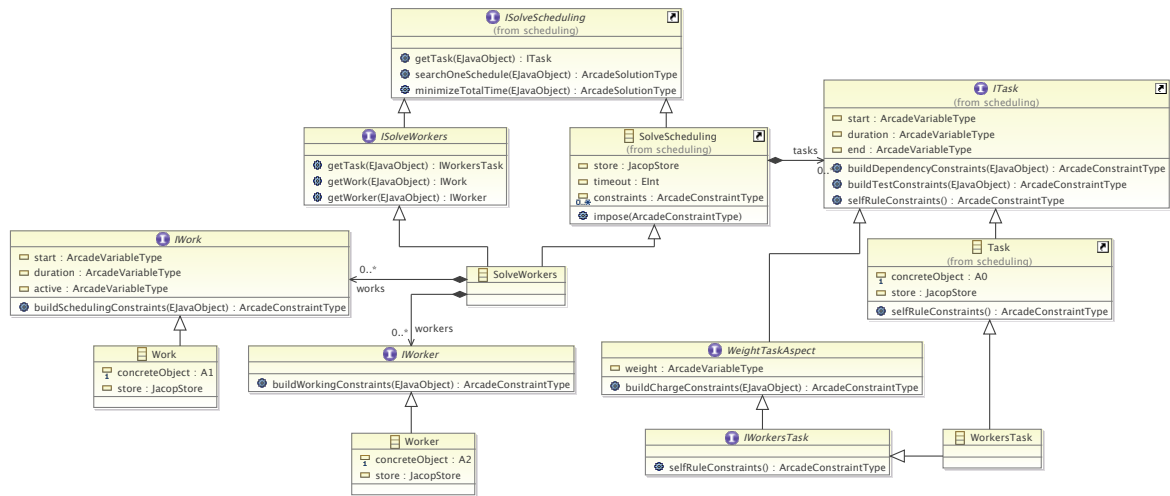 ISolveScheduling
(from scheduling)
getTask(EJavaObject) : ITask
searchOneSchedule(EJavaObject) : ArcadeSolutionType
minimizeTotalTime(EJavaObject) : ArcadeSolutionType
ISolveWorkers
getTask(EJavaObject) : IWorkersTask
getWork(EJavaObject) : IWork
getWorker(EJavaObject) : IWorker
SolveScheduling
(from scheduling)
store : JacopStore
timeout : EInt
constraints : ArcadeConstraintType
0..*
impose(ArcadeConstraintType)
tasks
0..
ITask
(from scheduling)
start : ArcadeVariableType
duration : ArcadeVariableType
end : ArcadeVariableType
buildDependencyConstraints(EJavaObject) : ArcadeConstraintType
buildTestConstraints(EJavaObject) : ArcadeConstraintType
selfRuleConstraints() : ArcadeConstraintType
IWork
start : ArcadeVariableType
duration : ArcadeVariableType
active : ArcadeVariableType
buildSchedulingConstraints(EJavaObject) : ArcadeConstraintType
0..*
works
SolveWorkers
0..*
workers
Task
(from scheduling)
concreteObject : A0
1
store : JacopStore
selfRuleConstraints() : ArcadeConstraintType
Work
concreteObject : A1
1
store : JacopStore
IWorker
buildWorkingConstraints(EJavaObject) : ArcadeConstraintType
WeightTaskAspect
weight : ArcadeVariableType
buildChargeConstraints(EJavaObject) : ArcadeConstraintType
Worker
concreteObject : A2
1
store : JacopStore
IWorkersTask
selfRuleConstraints() : ArcadeConstraintType
WorkersTask